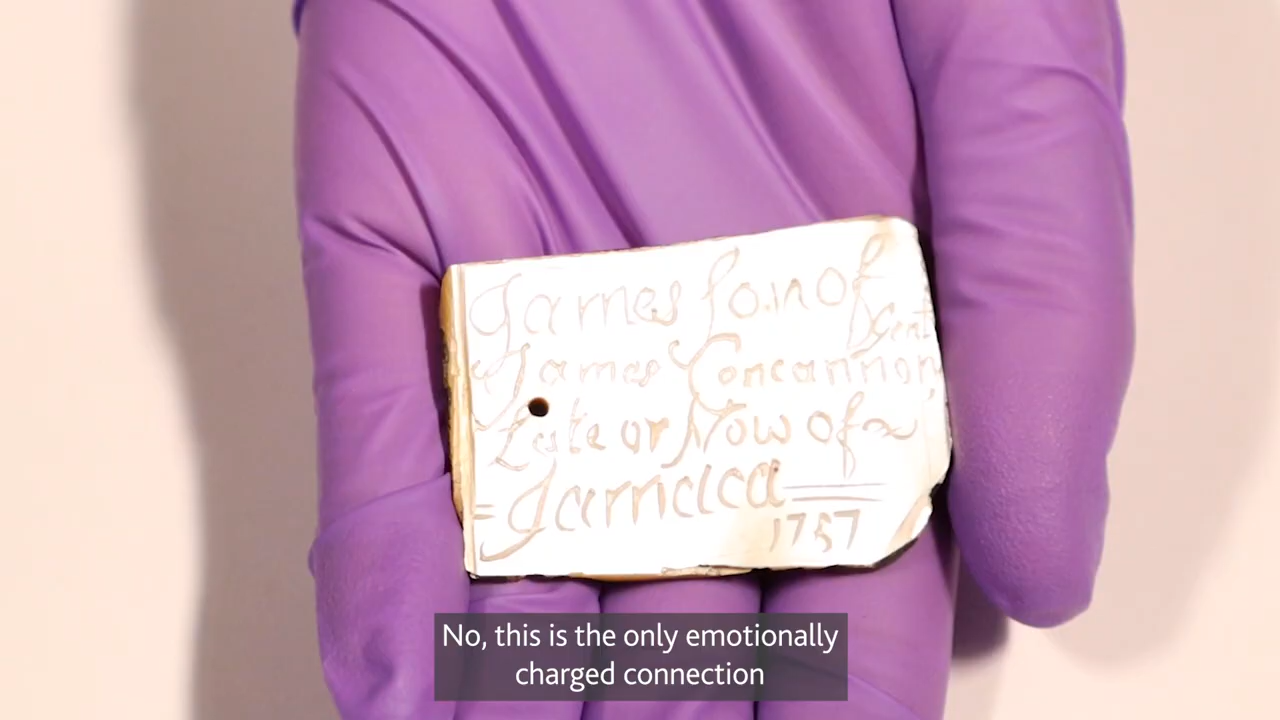 James Son of
Gent
James Concannon
Late or Now of ~
= Jamaica
1757
No, this is the only emotionally
charged connection